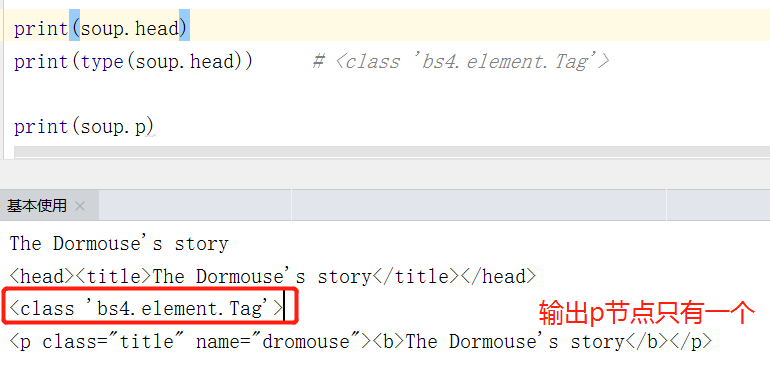 print(soup.head)
print(type(soup.head))     # <class 'bs4.element.Tag'>
print(soup.p)
基本使用 ×
The Dormouse's story
<head><title>The Dormouse's story</title></head>
<class 'bs4.element.Tag'>
输出p节点只有一个
<p class="title" name="dromouse"><b>The Dormouse's story</b></p>